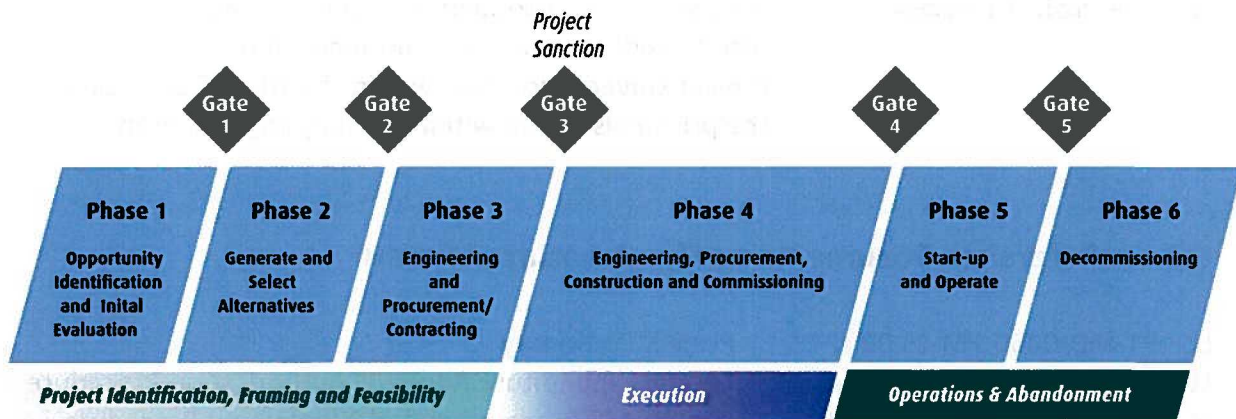 Project
Sanction
Gate
1
Gate
2
Gate
3
Gate
4
Gate
5
Phase 1
Opportunity
Identification
and Inital
Evaluation
Phase 2
Generate and
Select
Alternatives
Phase 3
Engineering
and
Procurement/
Contracting
Phase 4
Engineering, Procurement,
Construction and Commissioning
Phase 5
Start-up
and Operate
Phase 6
Decommissioning
Project Identification, Framing and Feasibility
Execution
Operations & Abandonment